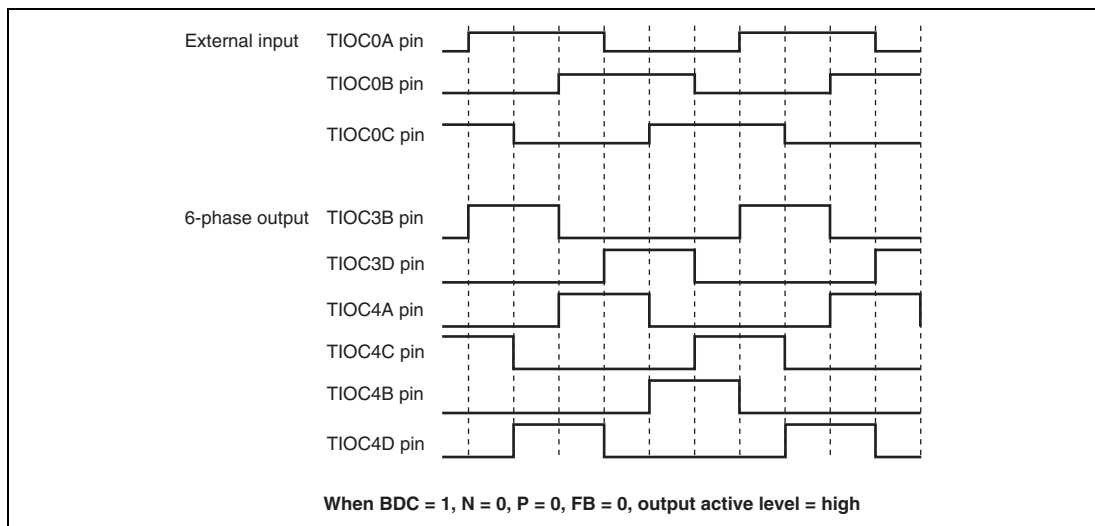 External input TIOC0A pin
TIOC0B pin
TIOC0C pin
6-phase output TIOC3B pin
TIOC3D pin
TIOC4A pin
TIOC4C pin
TIOC4B pin
TIOC4D pin
When BDC = 1, N = 0, P = 0, FB = 0, output active level = high